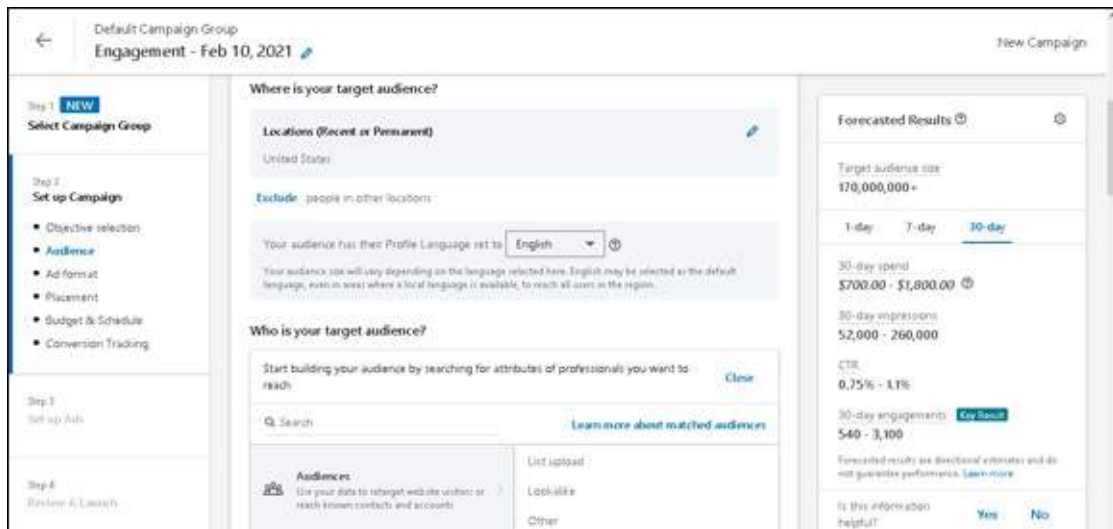 Default Campaign Group
Engagement - Feb 10, 2021
New Campaign
Step 1 NEW
Select Campaign Group
Step 2
Set up Campaign
Objective selection
Audience
Ad format
Placement
Budget & Schedule
Conversion Tracking
Step 3
Set up Ads
Step 4
Review & Launch
Where is your target audience?
Locations (Recent or Permanent)
United States
Exclude people in other locations
Your audience has their Profile Language set to English
Your audience size will vary depending on the language selected here. English may be selected as the default
language, even in areas where a local language is available, to reach all users in the region.
Who is your target audience?
Start building your audience by searching for attributes of professionals you want to
reach
Close
Search
Learn more about matched audiences
Audiences
Use your data to retarget website visitors or
reach known contacts and accounts
List upload
Lookalike
Other
Forecasted Results
Target audience size
170,000,000+
1-day 7-day 30-day
30-day spend
$700.00 - $1,800.00
30-day impressions
52,000 - 260,000
CTR
0.75% - 1.1%
30-day engagements Key Result
540 - 3,100
Forecasted results are directional estimates and do
not guarantee performance. Learn more
Is this information
helpful?
Yes No